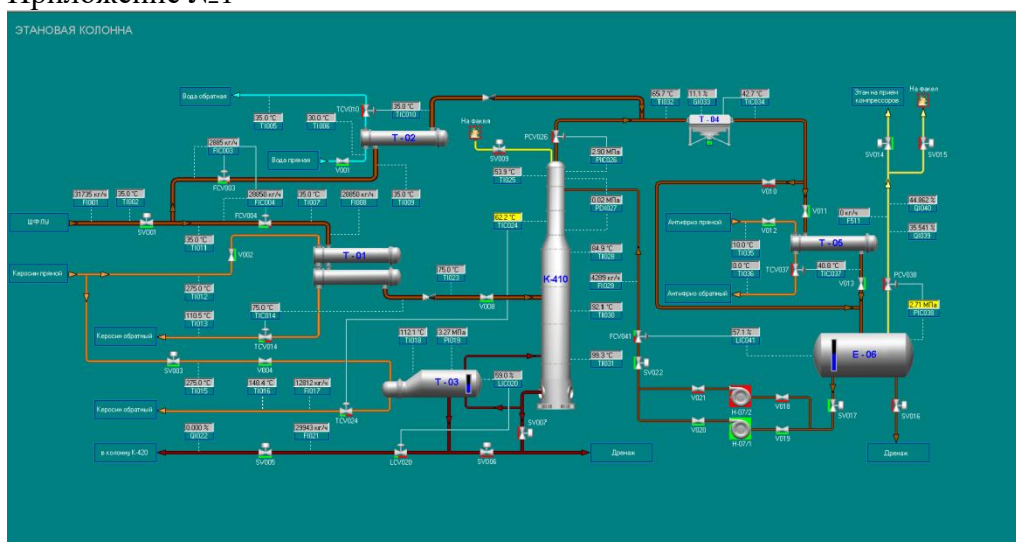 Приложение №1
ЭТАНОВАЯ КОЛОННА
Вода обратная
35.0 °C
TI005
30.0 °C
TI006
TCV010
35.0 °C
TIC010
T - 02
Вода прямая
V001
2885 кг/ч
FIC003
FCV003
31735 кг/ч
FI001
35.0 °C
TI002
ШФЛУ
SV001
28850 кг/ч
FIC004
FCV004
35.0 °C
TI007
28850 кг/ч
FI008
35.0 °C
TI009
35.0 °C
TI011
V002
T - 01
Керосин прямой
275.0 °C
TI012
110.5 °C
TI013
75.0 °C
TIC014
TCV014
Керосин обратный
75.0 °C
TI023
V008
SV003
V004
275.0 °C
TI015
148.4 °C
TI016
12812 кг/ч
FI017
Керосин обратный
TCV024
112.1 °C
TI018
3.27 МПа
PI019
T - 03
59.0 %
LIC020
0.000 %
QI022
29943 кг/ч
FI021
в колонну К-420
SV005
LCV020
SV006
SV007
Дренаж
На факел
SV009
PCV026
2.90 МПа
PIC026
53.9 °C
TI025
0.02 МПа
PDI027
62.2 °C
TIC024
84.9 °C
TI028
К-410
4289 кг/ч
FI029
92.1 °C
TI030
99.3 °C
TI031
65.7 °C
TI032
11.1 %
QI033
42.7 °C
TIC034
T - 04
V010
V011
Антифриз прямой
V012
10.0 °C
TI035
0.0 °C
TI036
T - 05
TCV037
40.0 °C
TIC037
V013
Антифриз обратный
Этан на прием
компрессоров
На факел
SV014
SV015
44.862 %
QI040
35.541 %
QI039
PCV038
2.71 МПа
PIC038
FCV041
57.1 %
LIC041
E - 06
SV022
V021
H-07/2
V018
V020
H-07/1
V019
SV017
SV016
Дренаж